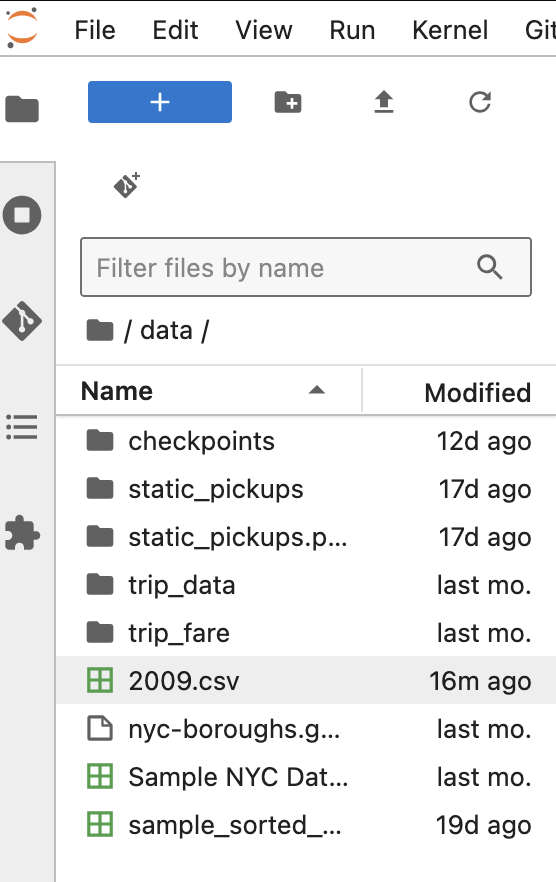 File Edit View Run Kernel Git
Filter files by name
/ data /
Name Modified
checkpoints 12d ago
static_pickups 17d ago
static_pickups.p... 17d ago
trip_data last mo.
trip_fare last mo.
2009.csv 16m ago
nyc-boroughs.g... last mo.
Sample NYC Dat... last mo.
sample_sorted_... 19d ago